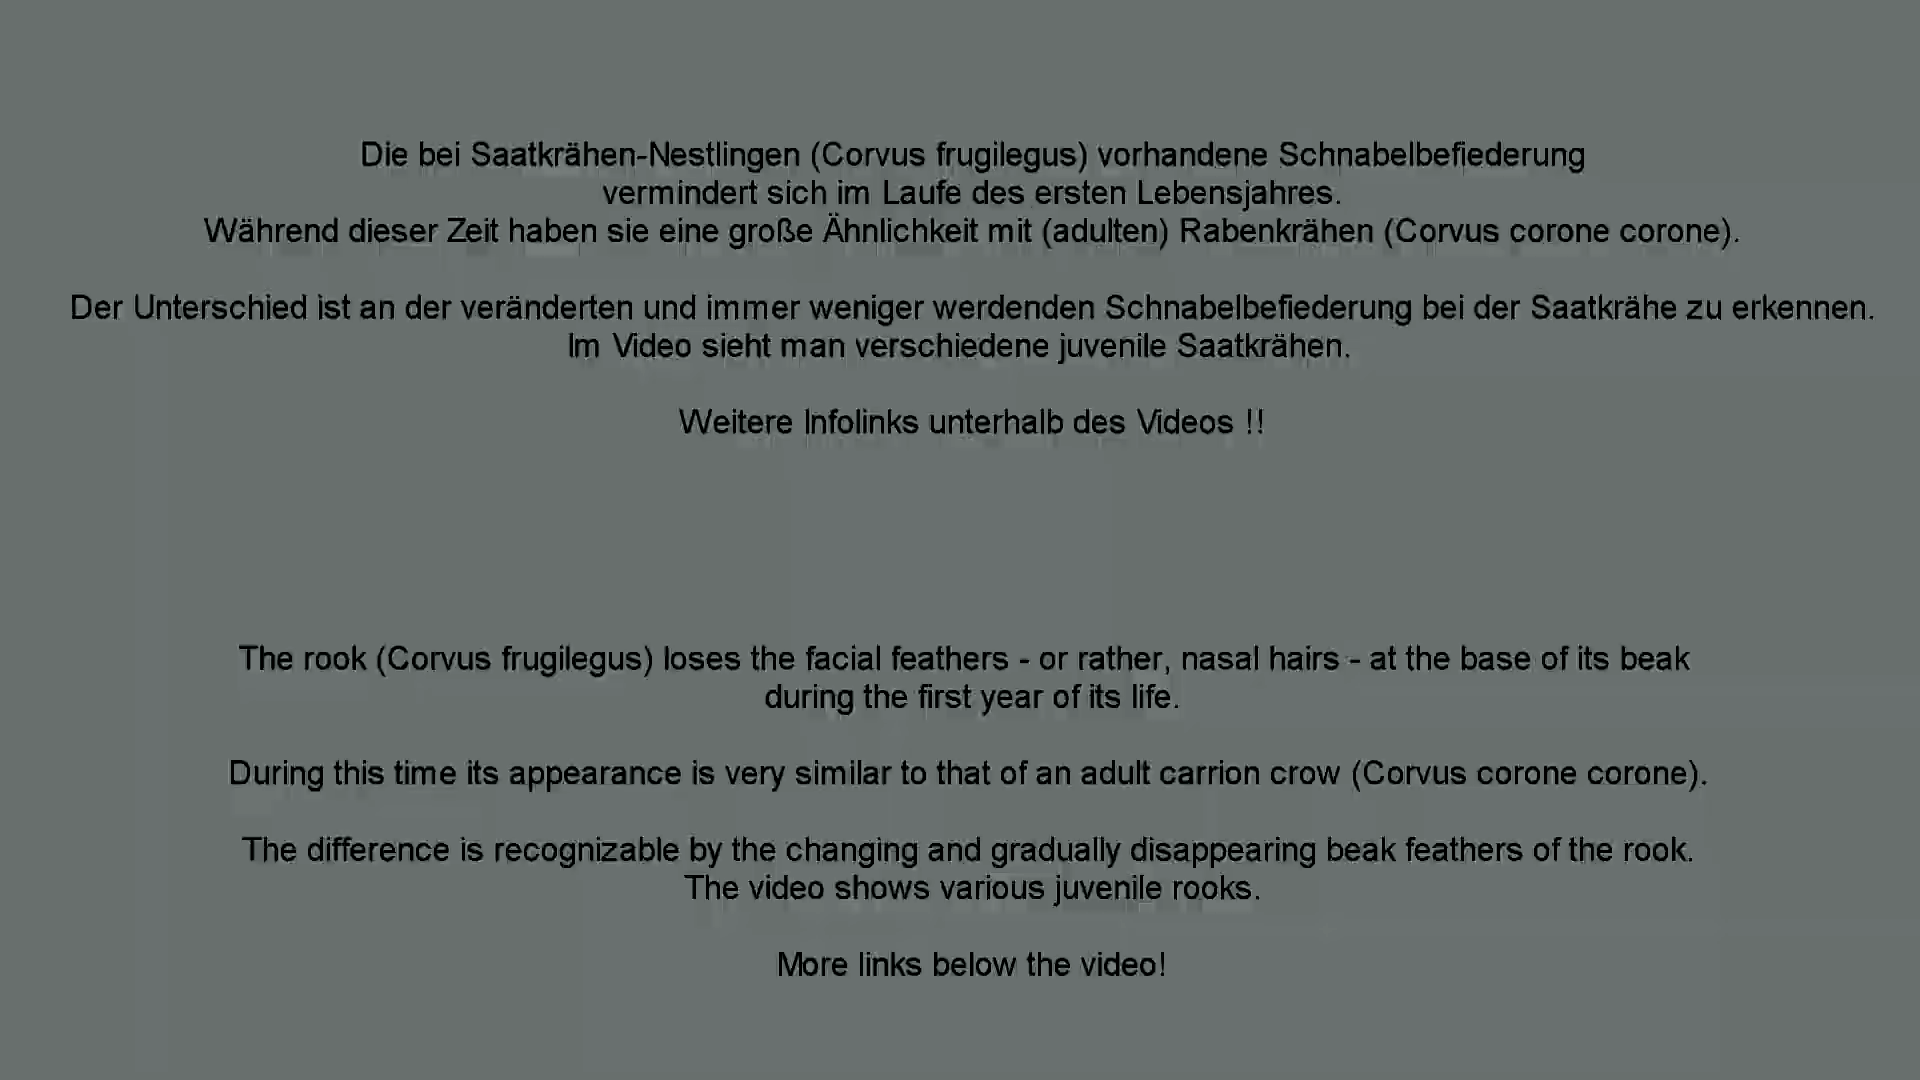 Die bei Saatkrähen-Nestlingen (Corvus frugilegus) vorhandene Schnabelbefiederung
vermindert sich im Laufe des ersten Lebensjahres.
Während dieser Zeit haben sie eine große Ähnlichkeit mit (adulten) Rabenkrähen (Corvus corone corone).
Der Unterschied ist an der veränderten und immer weniger werdenden Schnabelbefiederung bei der Saatkrähe zu erkennen.
Im Video sieht man verschiedene juvenile Saatkrähen.
Weitere Infolinks unterhalb des Videos !!
The rook (Corvus frugilegus) loses the facial feathers - or rather, nasal hairs - at the base of its beak
during the first year of its life.
During this time its appearance is very similar to that of an adult carrion crow (Corvus corone corone).
The difference is recognizable by the changing and gradually disappearing beak feathers of the rook.
The video shows various juvenile rooks.
More links below the video!